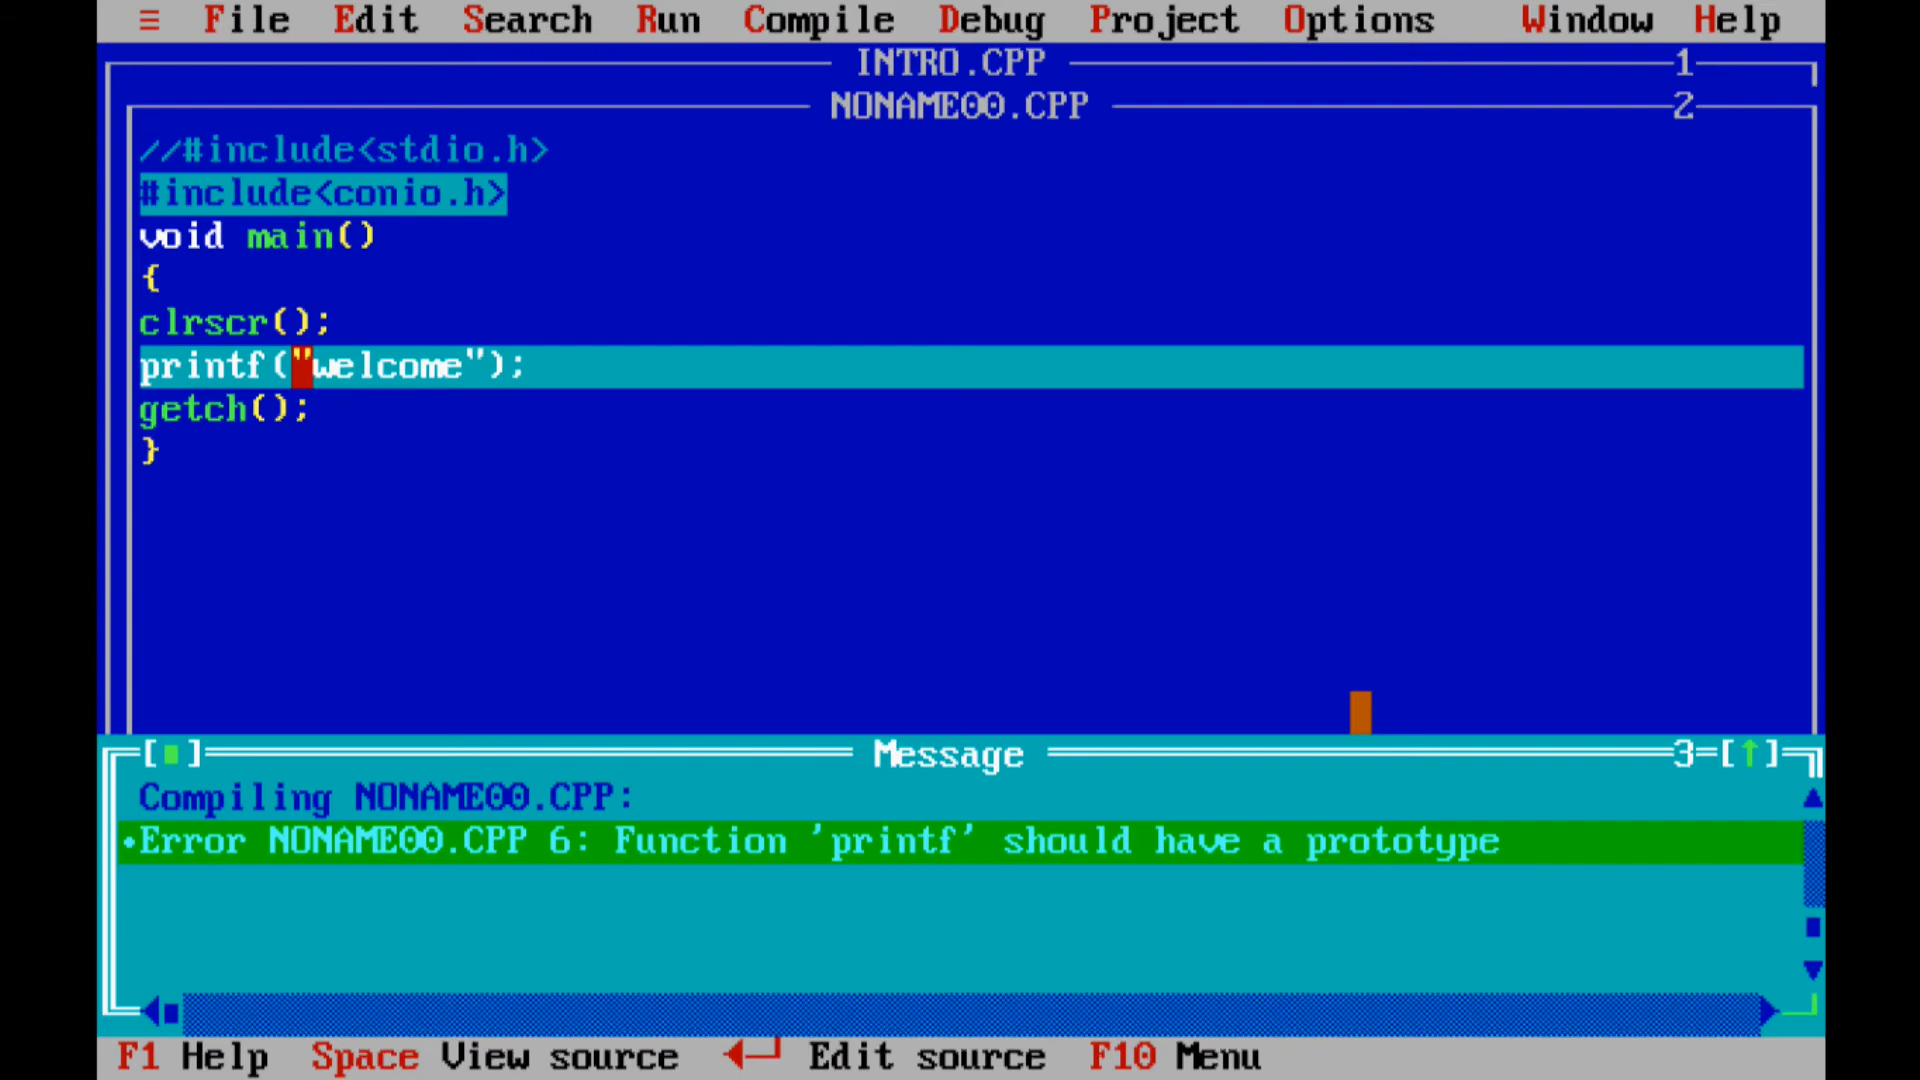 ≡ File Edit Search Run Compile Debug Project Options Window Help
INTRO.CPP 1
NONAME00.CPP 2
//#include<stdio.h>
#include<conio.h>
void main()
{
clrscr();
printf("welcome");
getch();
}
[■] Message 3=[↑]
Compiling NONAME00.CPP:
•Error NONAME00.CPP 6: Function 'printf' should have a prototype
F1 Help Space View source ◄─┘ Edit source F10 Menu